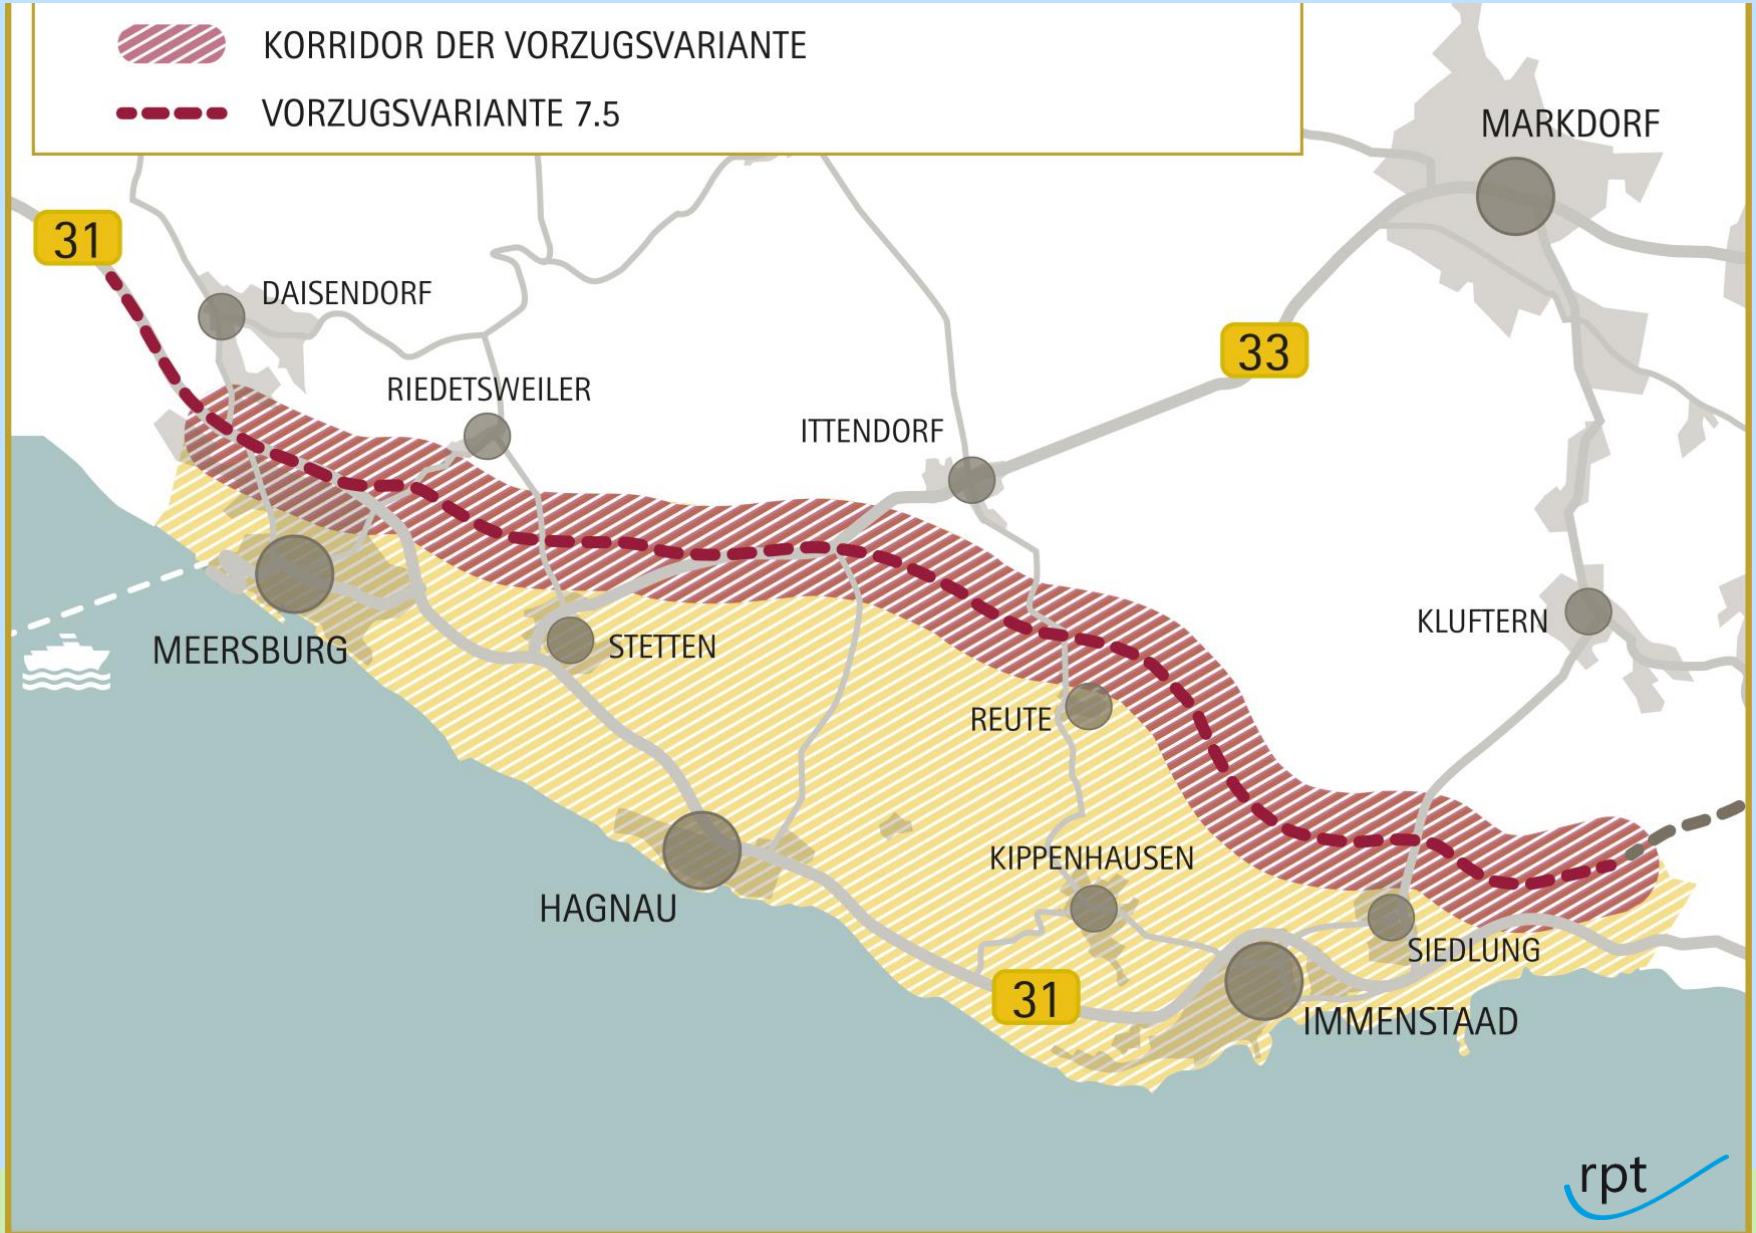 KORRIDOR DER VORZUGSVARIANTE
VORZUGSVARIANTE 7.5
MARKDORF
31
DAISENDORF
33
RIEDETSWEILER
ITTENDORF
KLUFTERN
MEERSBURG
STETTEN
REUTE
KIPPENHAUSEN
HAGNAU
SIEDLUNG
31
IMMENSTAAD
rpt